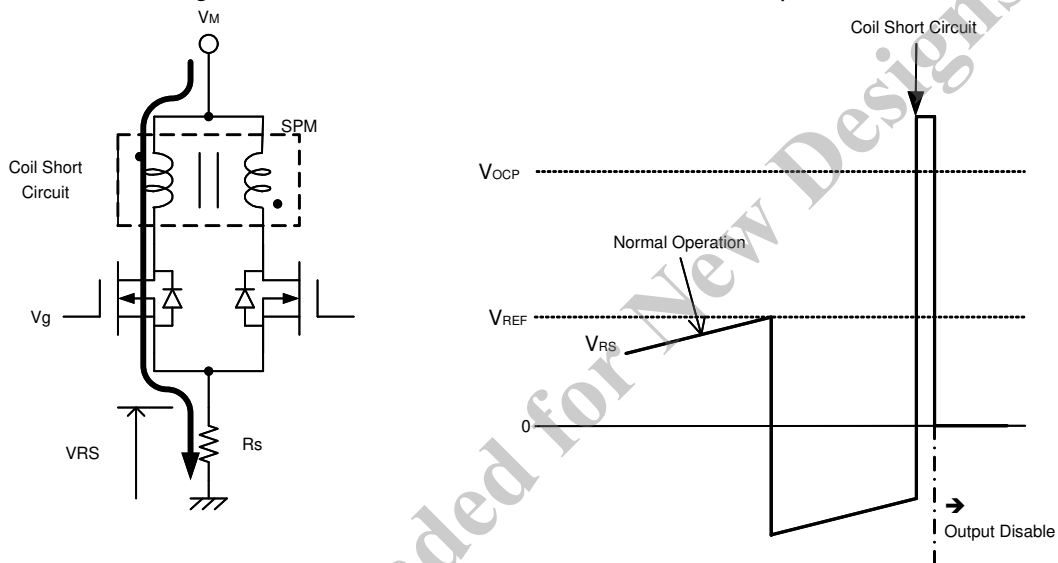 VM
SPM
Coil Short
Circuit
Vg
VRS
Rs
Coil Short Circuit
VOCP
Normal Operation
VREF
VRS
0
➔
Output Disable
ded for New Designs